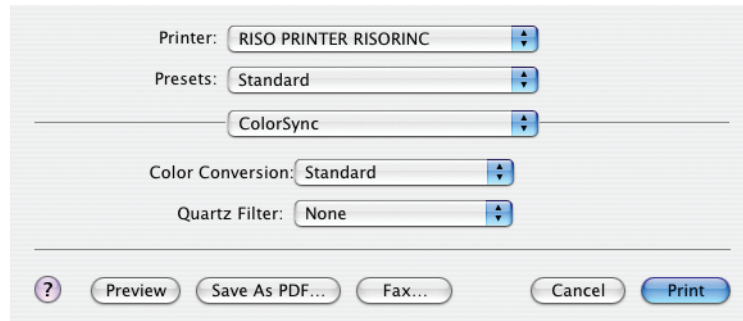 Printer: RISO PRINTER RISORINC
Presets: Standard
ColorSync
Color Conversion: Standard
Quartz Filter: None
? Preview Save As PDF... Fax... Cancel Print